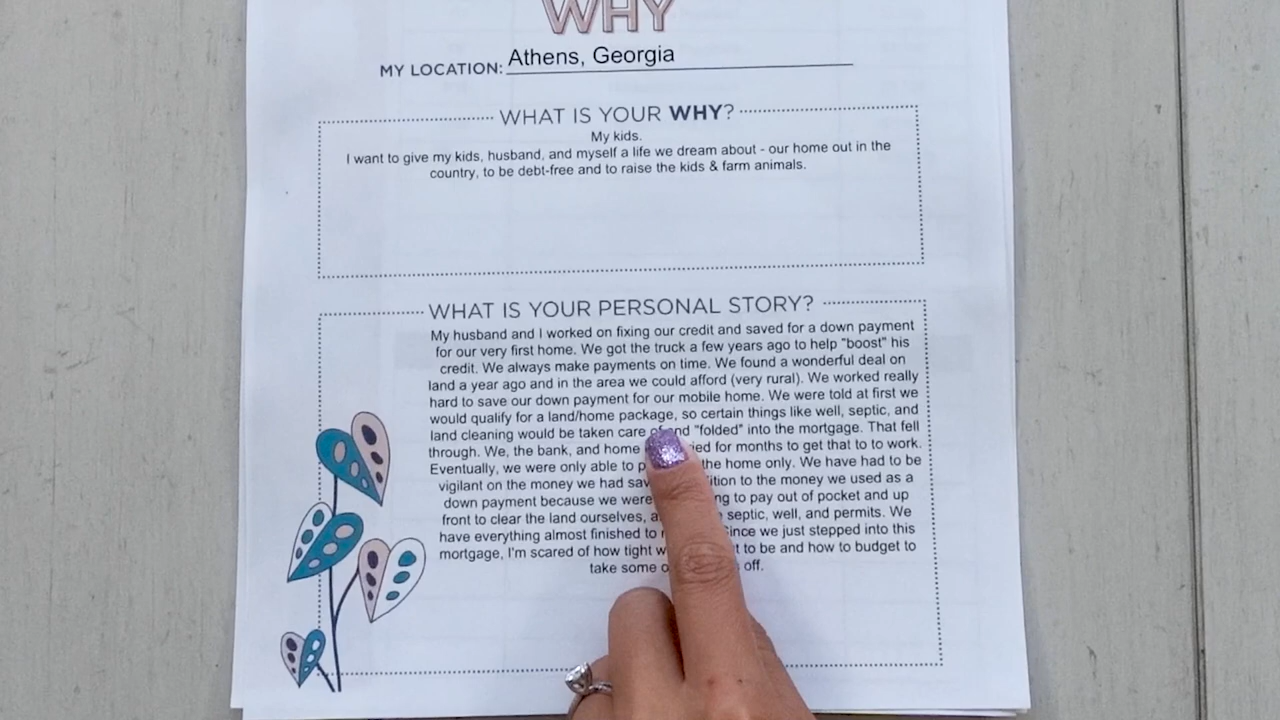 WHY
MY LOCATION: Athens, Georgia
WHAT IS YOUR WHY?
My kids.
I want to give my kids, husband, and myself a life we dream about - our home out in the
country, to be debt-free and to raise the kids & farm animals.
WHAT IS YOUR PERSONAL STORY?
My husband and I worked on fixing our credit and saved for a down payment
for our very first home. We got the truck a few years ago to help "boost" his
credit. We always make payments on time. We found a wonderful deal on
land a year ago and in the area we could afford (very rural). We worked really
hard to save our down payment for our mobile home. We were told at first we
would qualify for a land/home package, so certain things like well, septic, and
land cleaning would be taken care and "folded" into the mortgage. That fell
through. We, the bank, and home for months to get that to to work.
Eventually, we were only able to the home only. We have had to be
vigilant on the money we had to the money we used as a
down payment because we were to pay out of pocket and up
front to clear the land ourselves, septic, well, and permits. We
have everything almost finished to since we just stepped into this
mortgage, I'm scared of how tight to be and how to budget to
take some off.